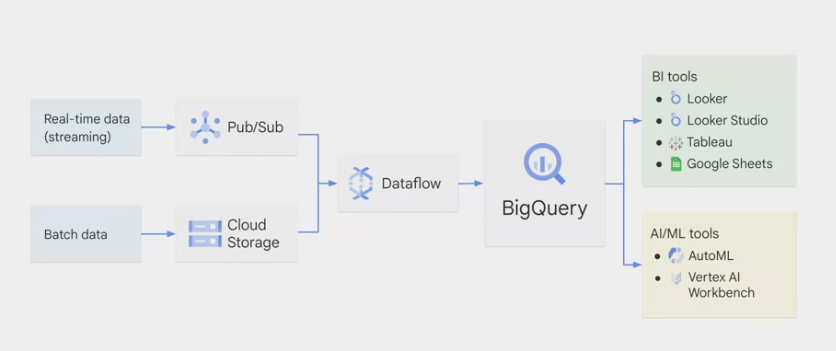 Real-time data
(streaming)
Pub/Sub
Batch data
Cloud
Storage
Dataflow
BigQuery
BI tools
Looker
Looker Studio
Tableau
Google Sheets
AI/ML tools
AutoML
Vertex AI
Workbench